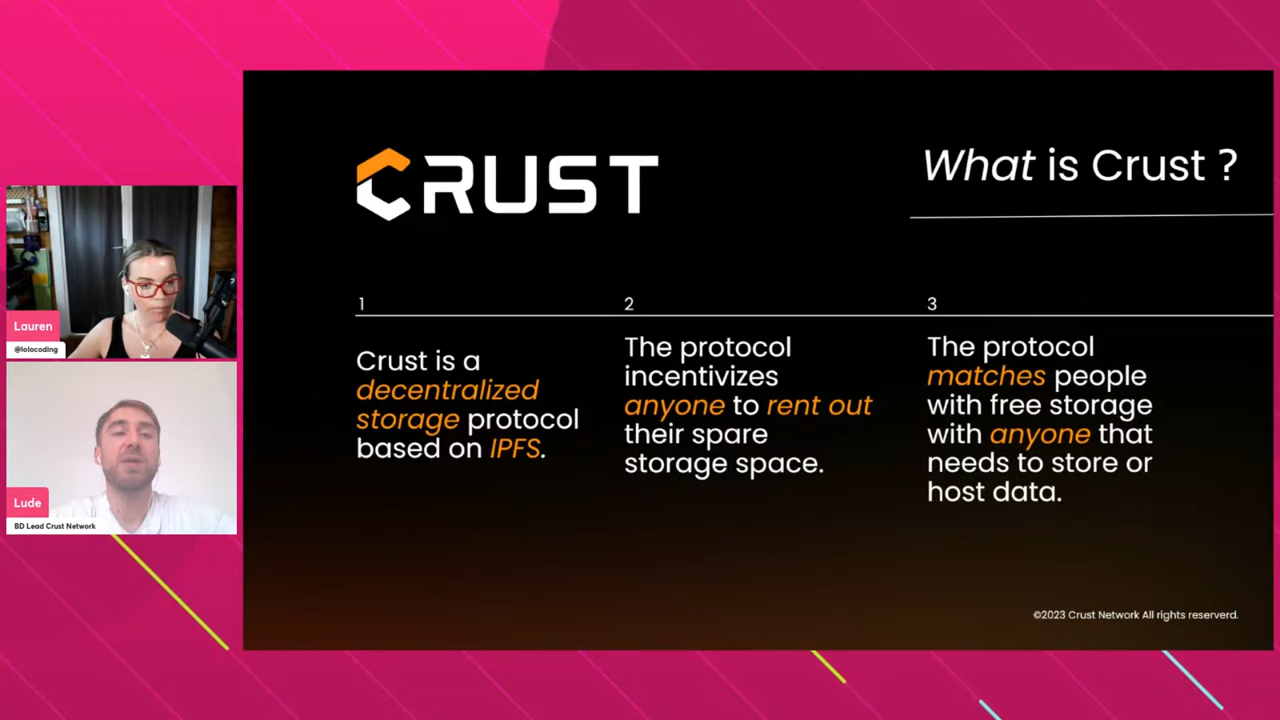 CRUST
What is Crust ?
1
Crust is a
decentralized
storage protocol
based on IPFS.
2
The protocol
incentivizes
anyone to rent out
their spare
storage space.
3
The protocol
matches people
with free storage
with anyone that
needs to store or
host data.
©2023 Crust Network All rights reserverd.
Lauren
@lolocoding
Lude
BD Lead Crust Network